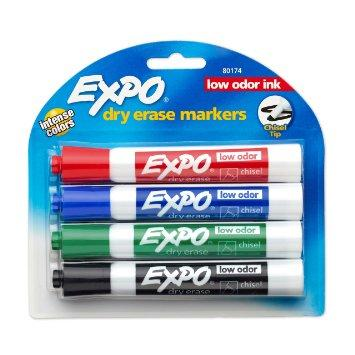 80174
EXPO
low odor ink
dry erase markers
intense
colors
Chisel
Tip
EXPO low odor
dry erase chisel
EXPO low odor
dry erase chisel
EXPO low odor
dry erase chisel
EXPO low odor
dry erase chisel